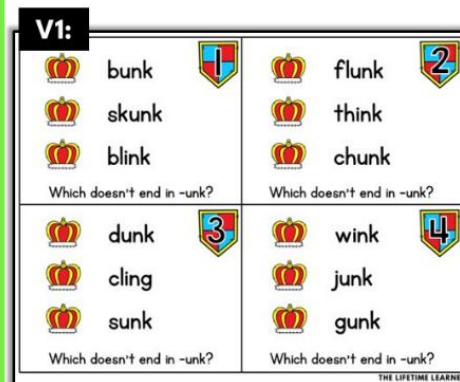 V1:
1
bunk
skunk
blink
Which doesn't end in -unk?
2
flunk
think
chunk
Which doesn't end in -unk?
3
dunk
cling
sunk
Which doesn't end in -unk?
4
wink
junk
gunk
Which doesn't end in -unk?
THE LIFETIME